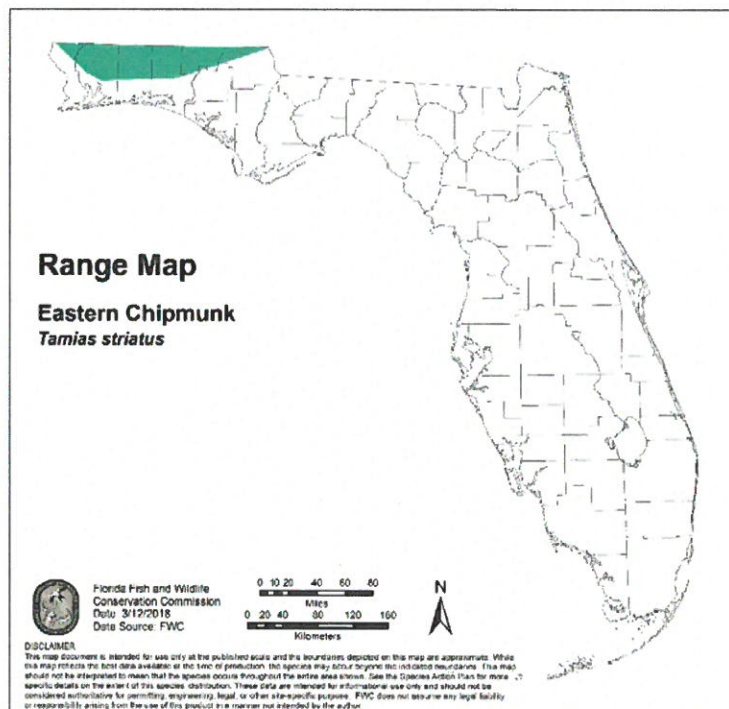 Range Map
Eastern Chipmunk
Tamias striatus
Florida Fish and Wildlife
Conservation Commission
Date: 3/12/2018
Data Source: FWC
0 10 20 40 60 80
Miles
0 20 40 80 120 160
Kilometers
N
DISCLAIMER
This map document is intended for use only at the published scale and the boundaries depicted on this map are approximate. While
this map reflects the best data available at the time of production, the species may occur beyond the indicated boundaries. This map
should not be interpreted to mean that the species occurs throughout the entire area shown. See the Species Action Plan for more
specific details on the extent of this species distribution. These data are intended for informational use only and should not be
considered authoritative for permitting, engineering, legal, or other site-specific purpose. FWC does not assume any legal liability
or responsibility arising from the use of this product in a manner not intended by the author.